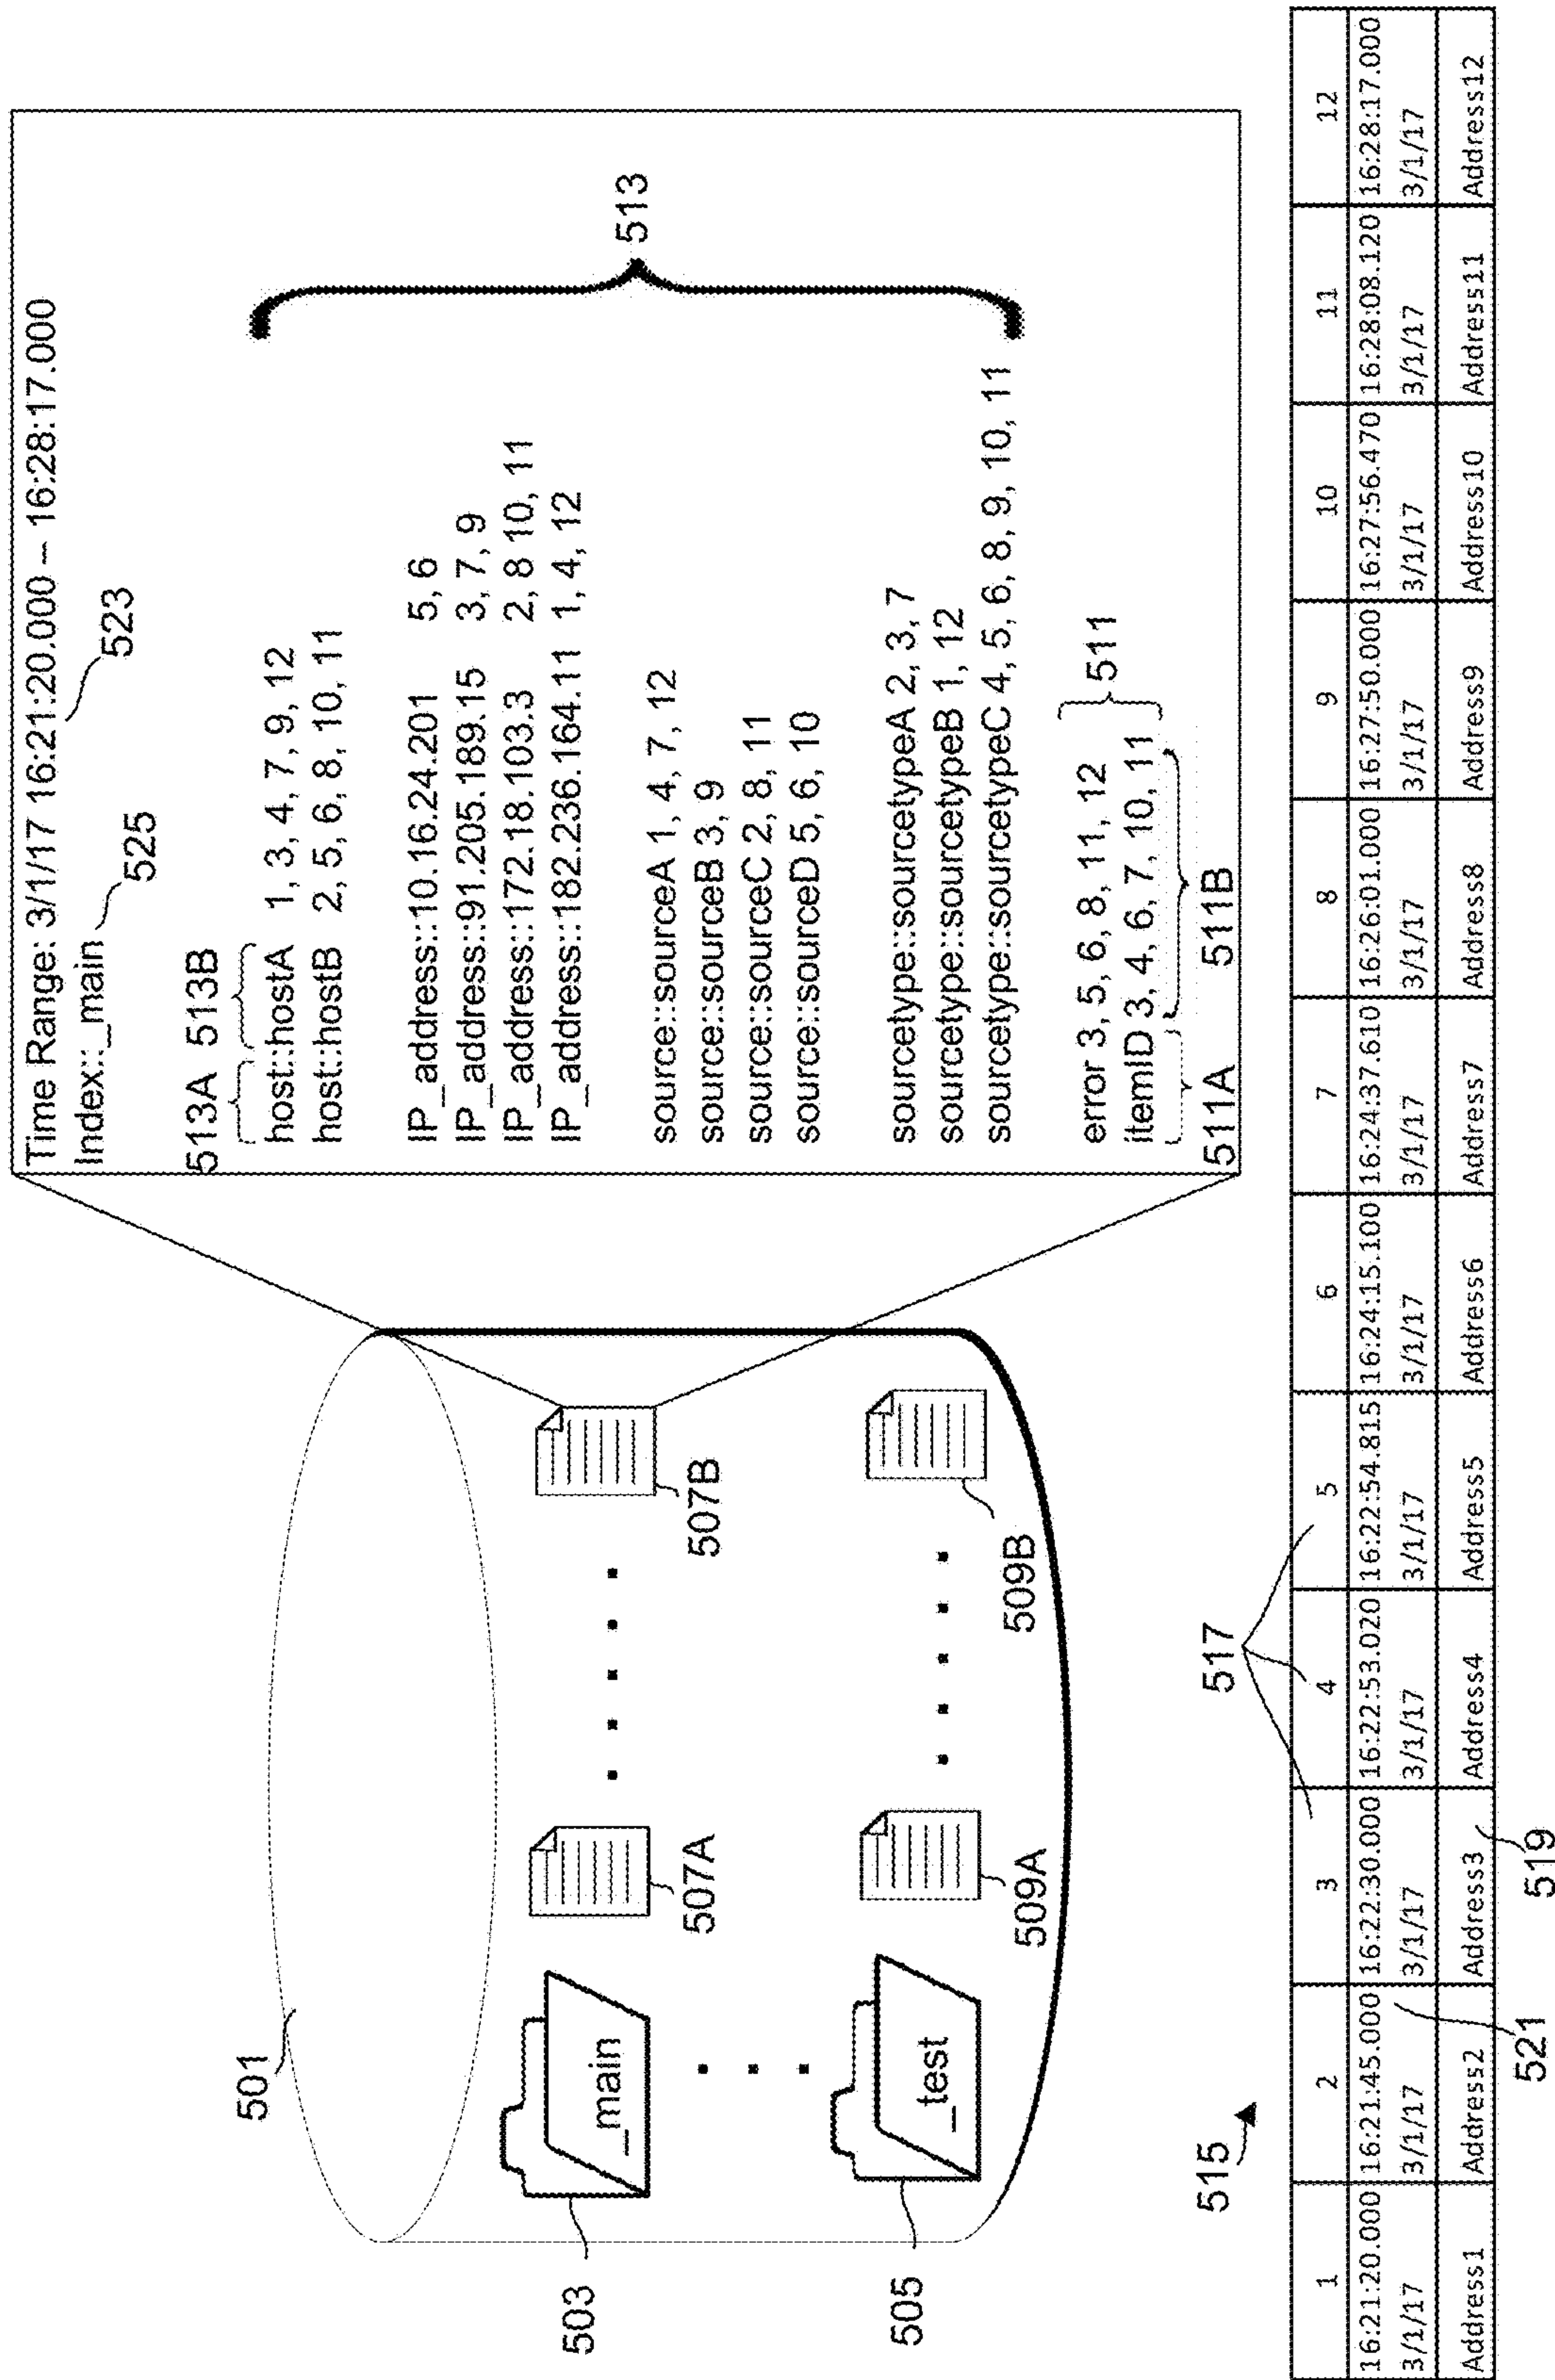 Time Range: 3/1/17 16:21:20.000 – 16:28:17.000
523
Index::_main
525
513A 513B
host::hostA 1, 3, 4, 7, 9, 12
host::hostB 2, 5, 6, 8, 10, 11
IP_address::10.16.24.201 5, 6
IP_address::91.205.189.15 3, 7, 9
IP_address::172.18.103.3 2, 8 10, 11
IP_address::182.236.164.11 1, 4, 12
513
source::sourceA 1, 4, 7, 12
source::sourceB 3, 9
source::sourceC 2, 8, 11
source::sourceD 5, 6, 10
sourcetype::sourcetypeA 2, 3, 7
sourcetype::sourcetypeB 1, 12
sourcetype::sourcetypeC 4, 5, 6, 8, 9, 10, 11
error 3, 5, 6, 8, 11, 12
itemID 3, 4, 6, 7, 10, 11
511
511A 511B
501
503
_main
507A
507B
505
_test
509A
509B
515
517
1 2 3 4 5 6 7 8 9 10 11 12
16:21:20.000 16:21:45.000 16:22:30.000 16:22:53.020 16:22:54.815 16:24:15.100 16:24:37.610 16:26:01.000 16:27:50.000 16:27:56.470 16:28:08.120 16:28:17.000
3/1/17 3/1/17 3/1/17 3/1/17 3/1/17 3/1/17 3/1/17 3/1/17 3/1/17 3/1/17 3/1/17 3/1/17
Address1 Address2 Address3 Address4 Address5 Address6 Address7 Address8 Address9 Address10 Address11 Address12
521
519